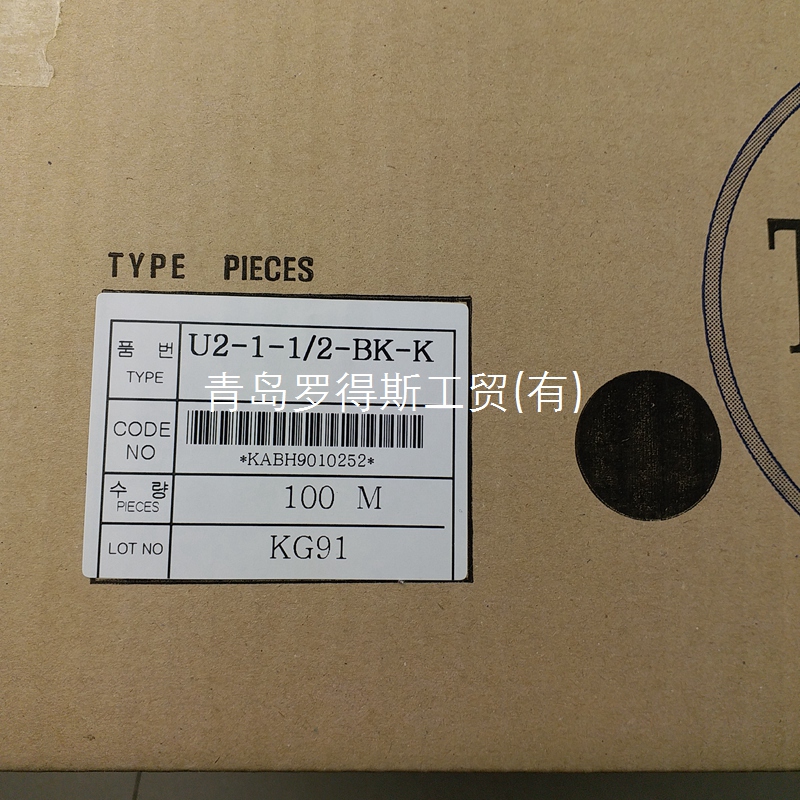 TYPE PIECES
품 번 U2-1-1/2-BK-K
TYPE
青岛罗得斯工贸(有)
CODE NO
*KABH9010252*
수 량 100 M
PIECES
LOT NO KG91